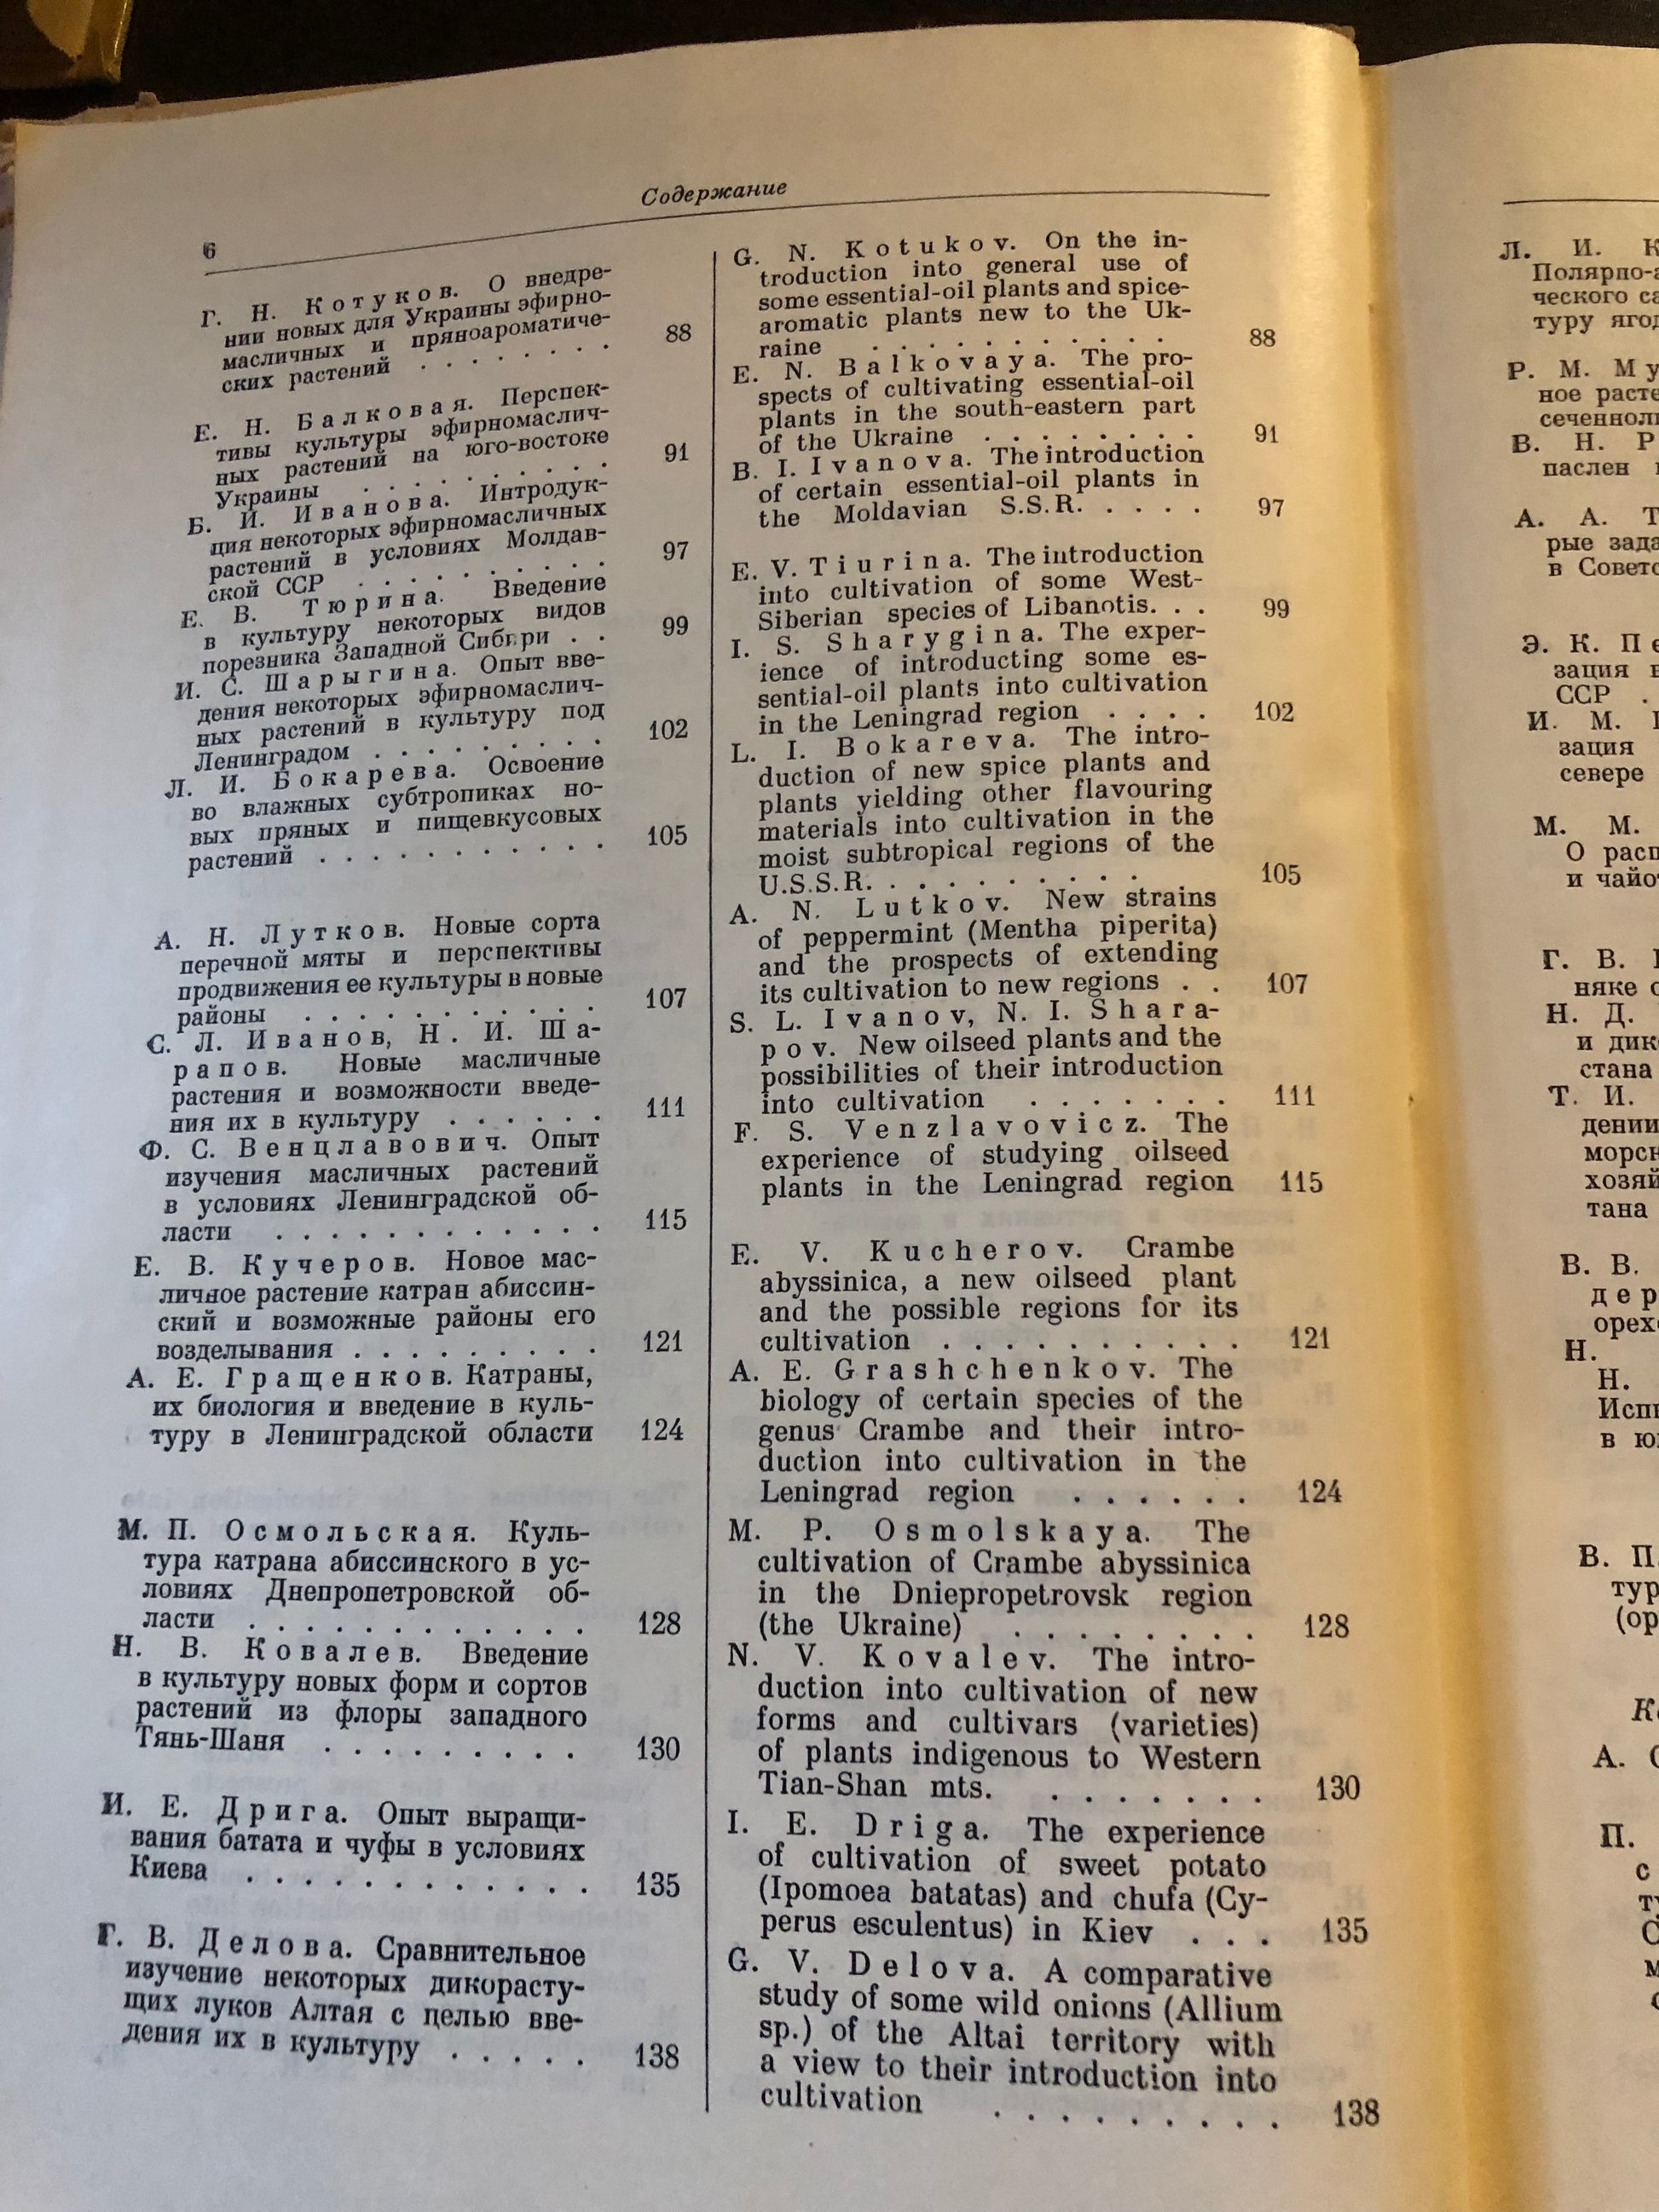 Содержание
6
Г. Н. Котуков. О внедре-
нии новых для Украины эфирно-
масличных и пряноароматиче-
ских растений . . . . . . . 88
Е. Н. Балковая. Перспек-
тивы культуры эфирномаслич-
ных растений на юго-востоке
Украины . . . . . . . . . 91
Б. И. Иванова. Интродук-
ция некоторых эфирномасличных
растений в условиях Молдав-
ской ССР . . . . . . . . . 97
Е. В. Тюрина. Введение
в культуру некоторых видов
порезника Западной Сибири . . 99
И. С. Шарыгина. Опыт вве-
дения некоторых эфирномаслич-
ных растений в культуру под
Ленинградом . . . . . . . . 102
Л. И. Бокарева. Освоение
во влажных субтропиках но-
вых пряных и пищевкусовых
растений . . . . . . . . . . . 105
А. Н. Лутков. Новые сорта
перечной мяты и перспективы
продвижения ее культуры в новые
районы . . . . . . . . . . . 107
С. Л. Иванов, Н. И. Ша-
рапов. Новые масличные
растения и возможности введе-
ния их в культуру . . . . . . 111
Ф. С. Венцлавович. Опыт
изучения масличных растений
в условиях Ленинградской об-
ласти . . . . . . . . . . . . 115
Е. В. Кучеров. Новое мас-
личное растение катран абиссин-
ский и возможные районы его
возделывания . . . . . . . . . 121
А. Е. Гращенков. Катраны,
их биология и введение в куль-
туру в Ленинградской области 124
М. П. Осмольская. Куль-
тура катрана абиссинского в ус-
ловиях Днепропетровской об-
ласти . . . . . . . . . . . . . 128
Н. В. Ковалев. Введение
в культуру новых форм и сортов
растений из флоры западного
Тянь-Шаня . . . . . . . . . 130
И. Е. Дрига. Опыт выращи-
вания батата и чуфы в условиях
Киева . . . . . . . . . . . . 135
Г. В. Делова. Сравнительное
изучение некоторых дикорасту-
щих луков Алтая с целью вве-
дения их в культуру . . . . . 138
G. N. Kotukov. On the in-
troduction into general use of
some essential-oil plants and spice-
aromatic plants new to the Uk-
raine . . . . . . . . . . . 88
E. N. Balkovaya. The pro-
spects of cultivating essential-oil
plants in the south-eastern part
of the Ukraine . . . . . . . . 91
B. I. Ivanova. The introduction
of certain essential-oil plants in
the Moldavian S.S.R. . . . . 97
E. V. Tiurina. The introduction
into cultivation of some West-
Siberian species of Libanotis. . . 99
I. S. Sharygina. The exper-
ience of introducting some es-
sential-oil plants into cultivation
in the Leningrad region . . . . 102
L. I. Bokareva. The intro-
duction of new spice plants and
plants yielding other flavouring
materials into cultivation in the
moist subtropical regions of the
U.S.S.R. . . . . . . . . . 105
A. N. Lutkov. New strains
of peppermint (Mentha piperita)
and the prospects of extending
its cultivation to new regions . . 107
S. L. Ivanov, N. I. Shara-
pov. New oilseed plants and the
possibilities of their introduction
into cultivation . . . . . . . 111
F. S. Venzlavovicz. The
experience of studying oilseed
plants in the Leningrad region 115
E. V. Kucherov. Crambe
abyssinica, a new oilseed plant
and the possible regions for its
cultivation . . . . . . . . . . 121
A. E. Grashchenkov. The
biology of certain species of the
genus Crambe and their intro-
duction into cultivation in the
Leningrad region . . . . . . 124
M. P. Osmolskaya. The
cultivation of Crambe abyssinica
in the Dniepropetrovsk region
(the Ukraine) . . . . . . . . 128
N. V. Kovalev. The intro-
duction into cultivation of new
forms and cultivars (varieties)
of plants indigenous to Western
Tian-Shan mts. . . . . . . . 130
I. E. Driga. The experience
of cultivation of sweet potato
(Ipomoea batatas) and chufa (Cy-
perus esculentus) in Kiev . . . 135
G. V. Delova. A comparative
study of some wild onions (Allium
sp.) of the Altai territory with
a view to their introduction into
cultivation . . . . . . . . . 138
Л. И.
ческого
туру
Р. М.
ное
В. Н.
паслен
А. А.
рые
в
Э. К.
зация
ССР .
И. М.
зация
севере
М. М.
О
и
Г. В.
няке
Н. Д.
и
стана
Т. И.
дении
тана
В. В.
Н.
Н.
в
В.
(ор
А.
П.
с